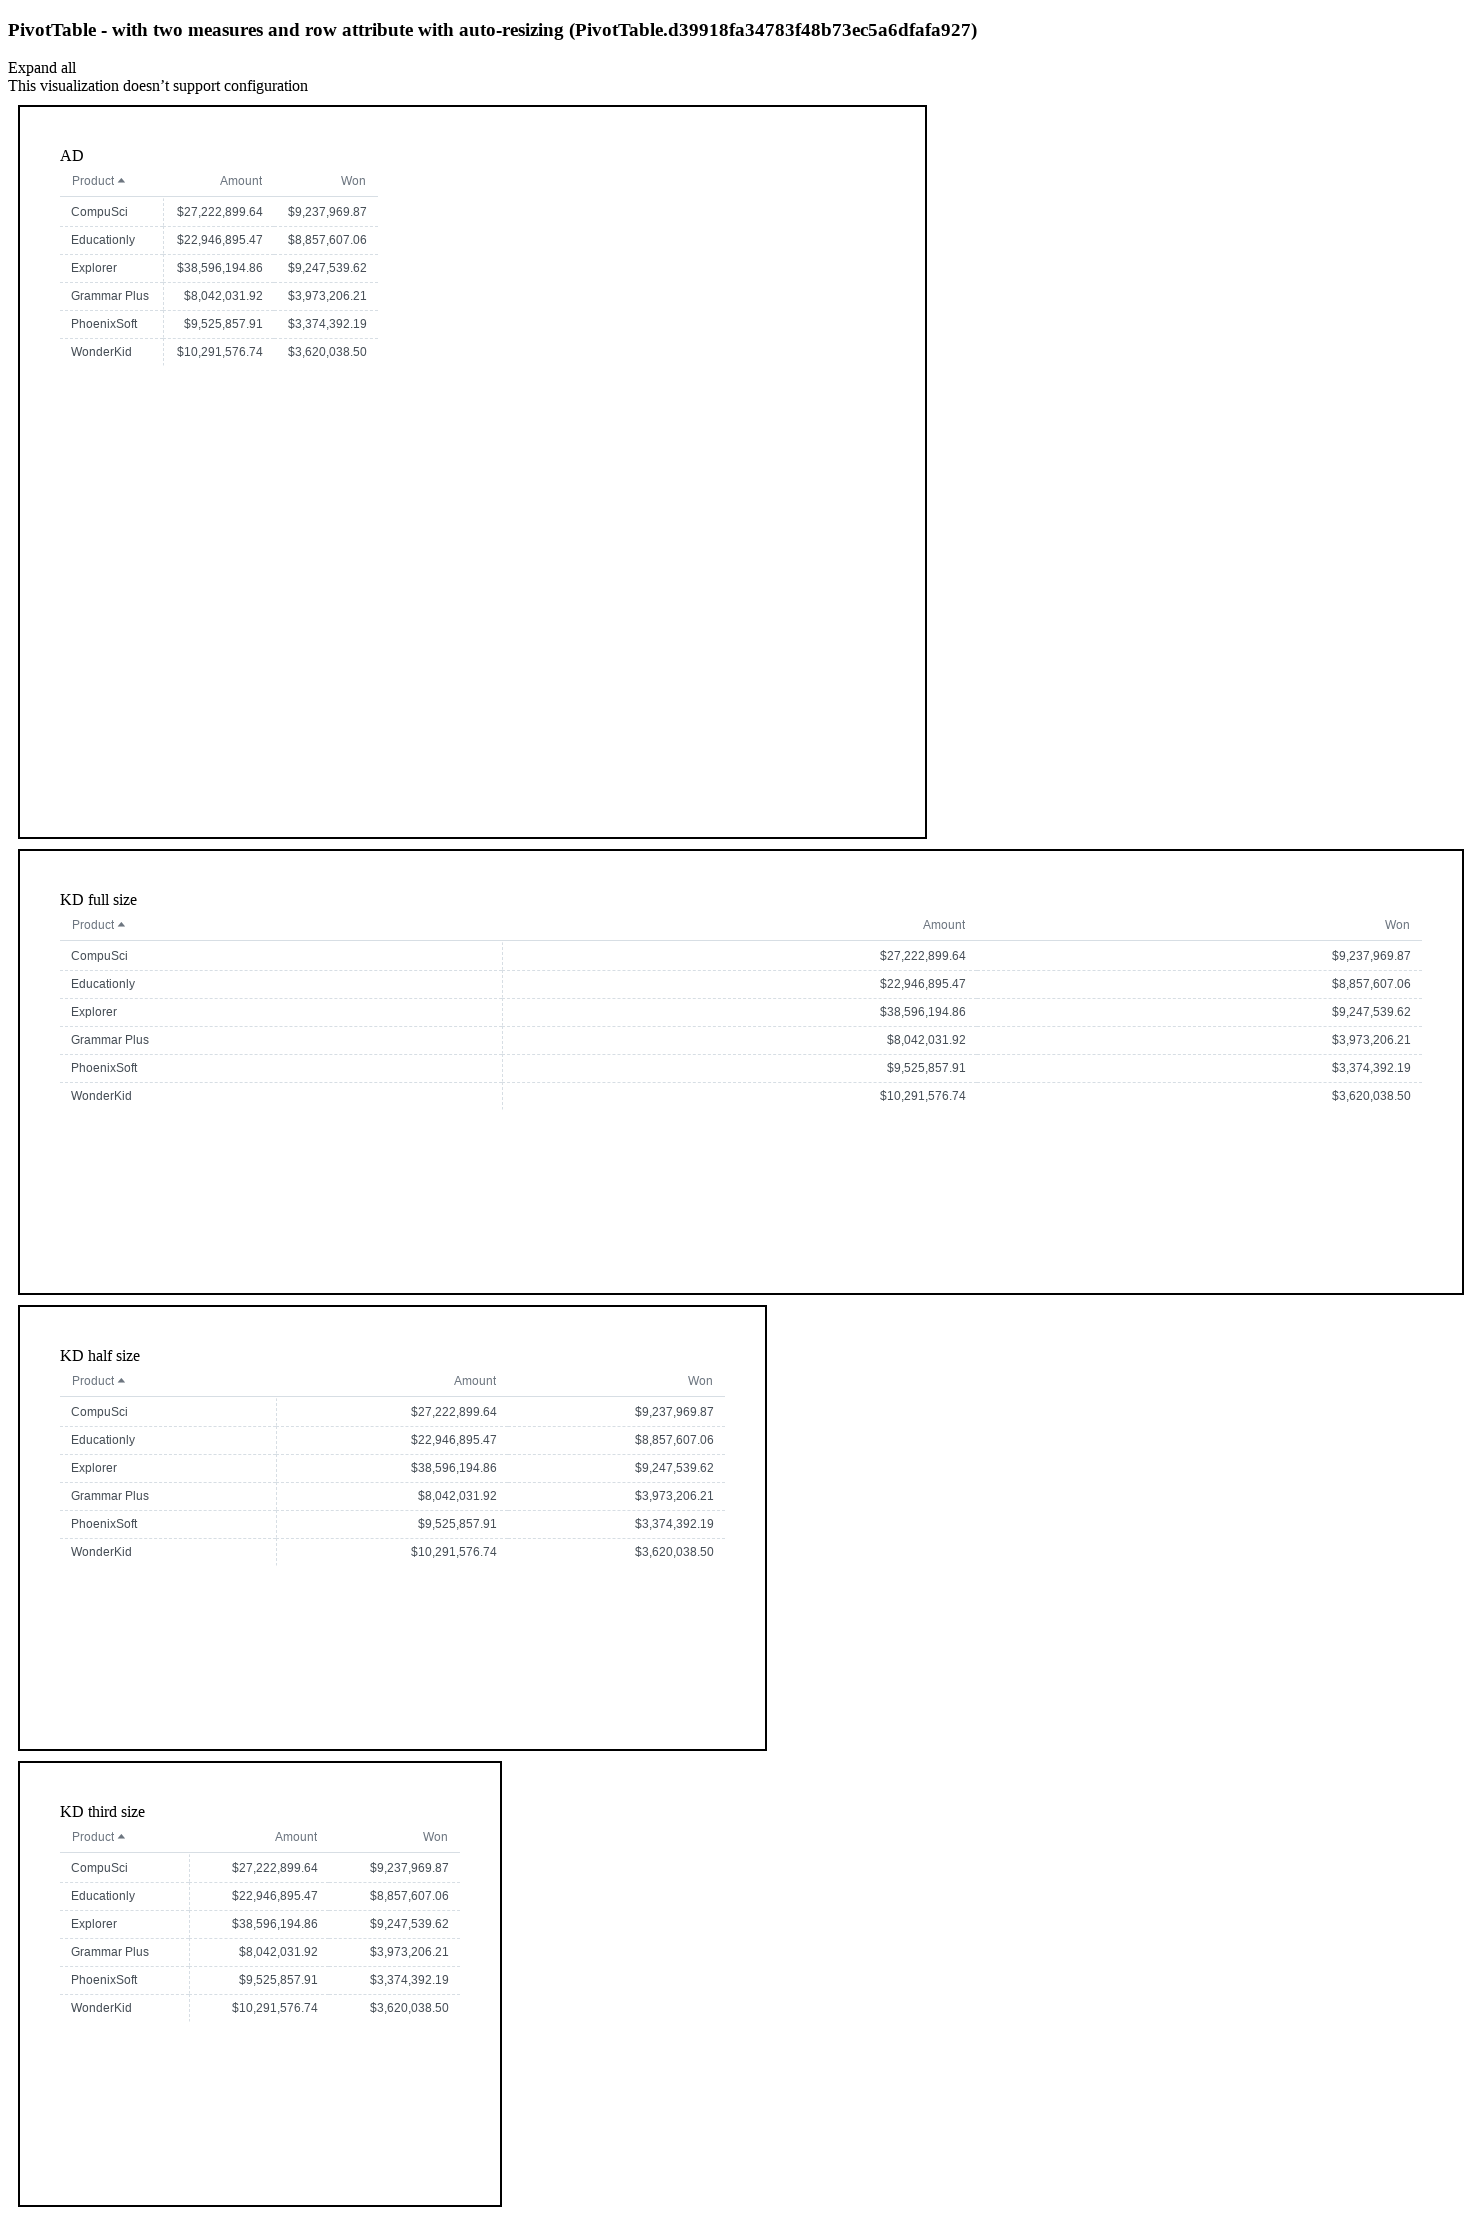 PivotTable - with two measures and row attribute with auto-resizing (PivotTable.d39918fa34783f48b73ec5a6dfafa927)
Expand all
This visualization doesn’t support configuration
AD
Product Amount Won
CompuSci $27,222,899.64 $9,237,969.87
Educationly $22,946,895.47 $8,857,607.06
Explorer $38,596,194.86 $9,247,539.62
Grammar Plus $8,042,031.92 $3,973,206.21
PhoenixSoft $9,525,857.91 $3,374,392.19
WonderKid $10,291,576.74 $3,620,038.50
KD full size
Product Amount Won
CompuSci $27,222,899.64 $9,237,969.87
Educationly $22,946,895.47 $8,857,607.06
Explorer $38,596,194.86 $9,247,539.62
Grammar Plus $8,042,031.92 $3,973,206.21
PhoenixSoft $9,525,857.91 $3,374,392.19
WonderKid $10,291,576.74 $3,620,038.50
KD half size
Product Amount Won
CompuSci $27,222,899.64 $9,237,969.87
Educationly $22,946,895.47 $8,857,607.06
Explorer $38,596,194.86 $9,247,539.62
Grammar Plus $8,042,031.92 $3,973,206.21
PhoenixSoft $9,525,857.91 $3,374,392.19
WonderKid $10,291,576.74 $3,620,038.50
KD third size
Product Amount Won
CompuSci $27,222,899.64 $9,237,969.87
Educationly $22,946,895.47 $8,857,607.06
Explorer $38,596,194.86 $9,247,539.62
Grammar Plus $8,042,031.92 $3,973,206.21
PhoenixSoft $9,525,857.91 $3,374,392.19
WonderKid $10,291,576.74 $3,620,038.50